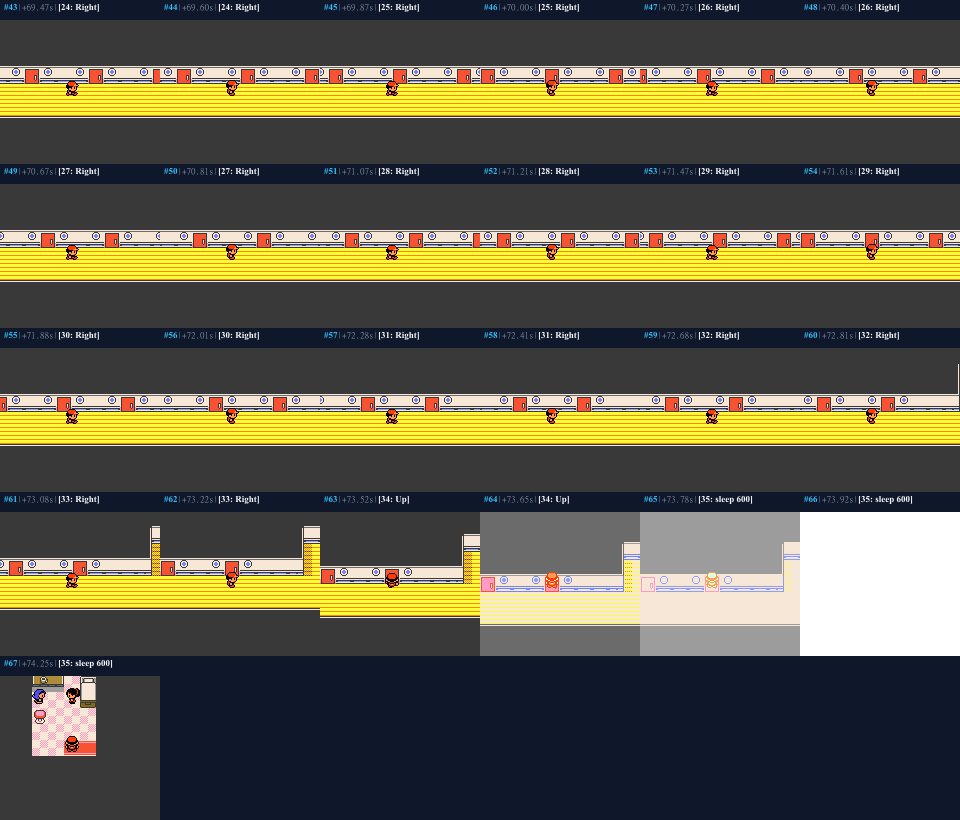 #43|+69.47s| [24: Right] #44|+69.60s| [24: Right] #45|+69.87s| [25: Right] #46|+70.00s| [25: Right] #47|+70.27s| [26: Right] #48|+70.40s| [26: Right]
#49|+70.67s| [27: Right] #50|+70.81s| [27: Right] #51|+71.07s| [28: Right] #52|+71.21s| [28: Right] #53|+71.47s| [29: Right] #54|+71.61s| [29: Right]
#55|+71.88s| [30: Right] #56|+72.01s| [30: Right] #57|+72.28s| [31: Right] #58|+72.41s| [31: Right] #59|+72.68s| [32: Right] #60|+72.81s| [32: Right]
#61|+73.08s| [33: Right] #62|+73.22s| [33: Right] #63|+73.52s| [34: Up] #64|+73.65s| [34: Up] #65|+73.78s| [35: sleep 600] #66|+73.92s| [35: sleep 600]
#67|+74.25s| [35: sleep 600]